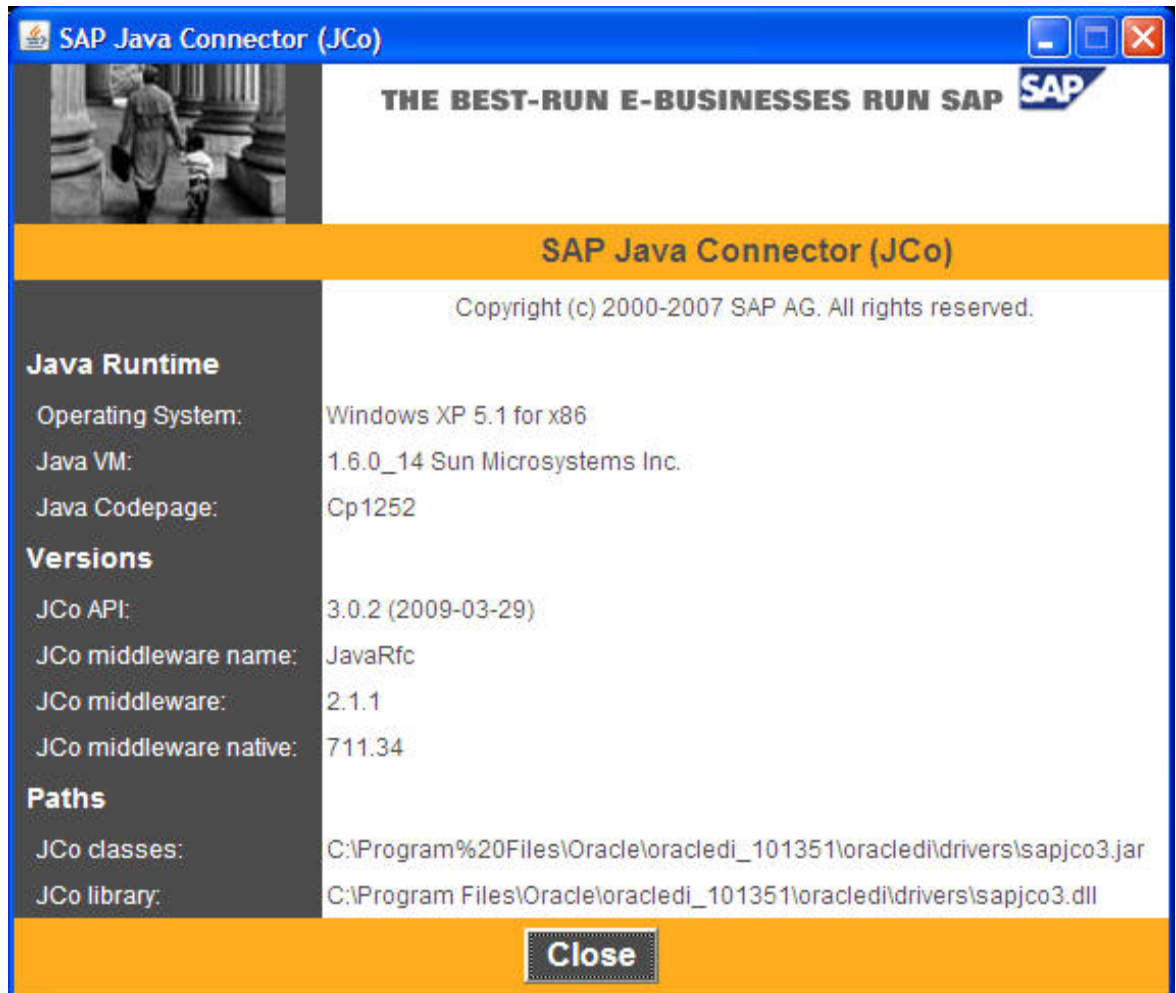 SAP Java Connector (JCo)
THE BEST-RUN E-BUSINESSES RUN SAP SAP
SAP Java Connector (JCo)
Copyright (c) 2000-2007 SAP AG. All rights reserved.
Java Runtime
Operating System: Windows XP 5.1 for x86
Java VM: 1.6.0_14 Sun Microsystems Inc.
Java Codepage: Cp1252
Versions
JCo API: 3.0.2 (2009-03-29)
JCo middleware name: JavaRfc
JCo middleware: 2.1.1
JCo middleware native: 711.34
Paths
JCo classes: C:\Program%20Files\Oracle\oracledi_101351\oracledi\drivers\sapjco3.jar
JCo library: C:\Program Files\Oracle\oracledi_101351\oracledi\drivers\sapjco3.dll
Close